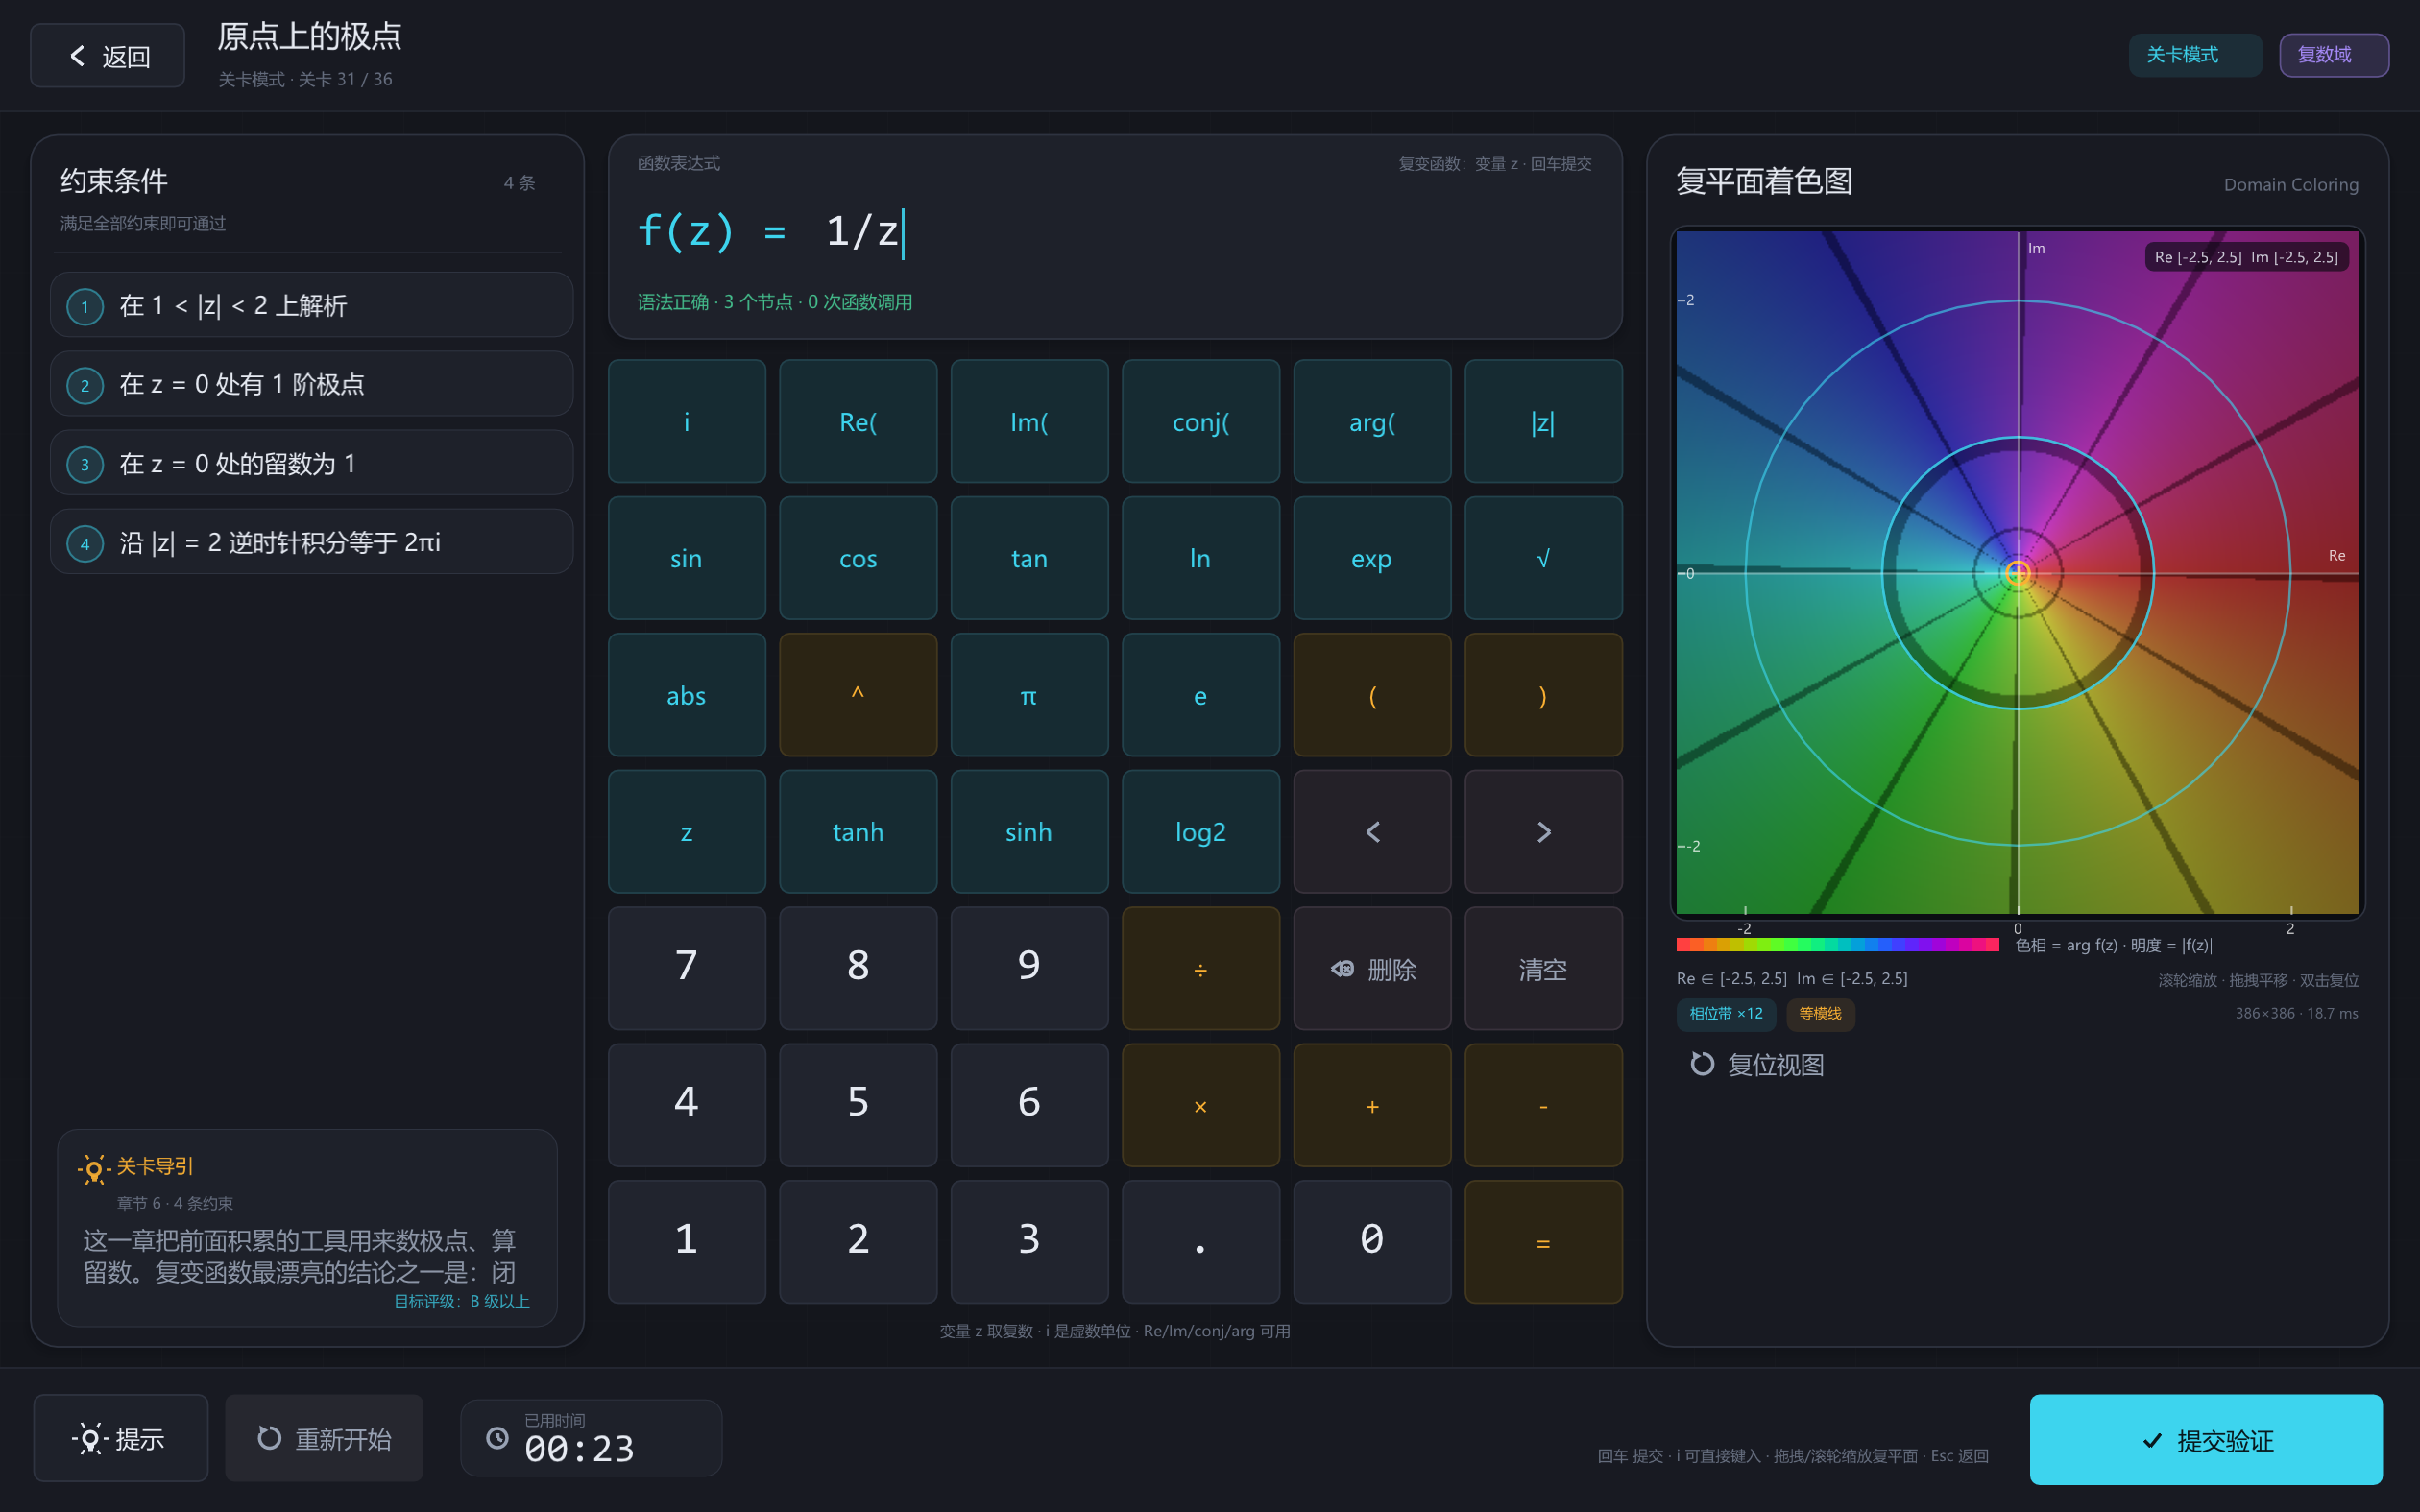 返回
原点上的极点
关卡模式 · 关卡 31 / 36
关卡模式
复数域
约束条件
4 条
满足全部约束即可通过
1 在 1 < |z| < 2 上解析
2 在 z = 0 处有 1 阶极点
3 在 z = 0 处的留数为 1
4 沿 |z| = 2 逆时针积分等于 2πi
关卡导引
章节 6 · 4 条约束
这一章把前面积累的工具用来数极点、算
留数。复变函数最漂亮的结论之一是：闭
目标评级：B 级以上
函数表达式
复变函数：变量 z · 回车提交
f(z) = 1/z
语法正确 · 3 个节点 · 0 次函数调用
i Re( Im( conj( arg( |z|
sin cos tan ln exp √
abs ^ π e ( )
z tanh sinh log2 < >
7 8 9 ÷ 删除 清空
4 5 6 × + -
1 2 3 . 0 =
变量 z 取复数 · i 是虚数单位 · Re/Im/conj/arg 可用
复平面着色图
Domain Coloring
Im
Re [-2.5, 2.5] Im [-2.5, 2.5]
2
Re
0
-2
-2 0 2
色相 = arg f(z) · 明度 = |f(z)|
Re ∈ [-2.5, 2.5] Im ∈ [-2.5, 2.5]
滚轮缩放 · 拖拽平移 · 双击复位
相位带 ×12
等模线
386×386 · 18.7 ms
复位视图
提示
重新开始
已用时间
00:23
回车 提交 · i 可直接键入 · 拖拽/滚轮缩放复平面 · Esc 返回
提交验证